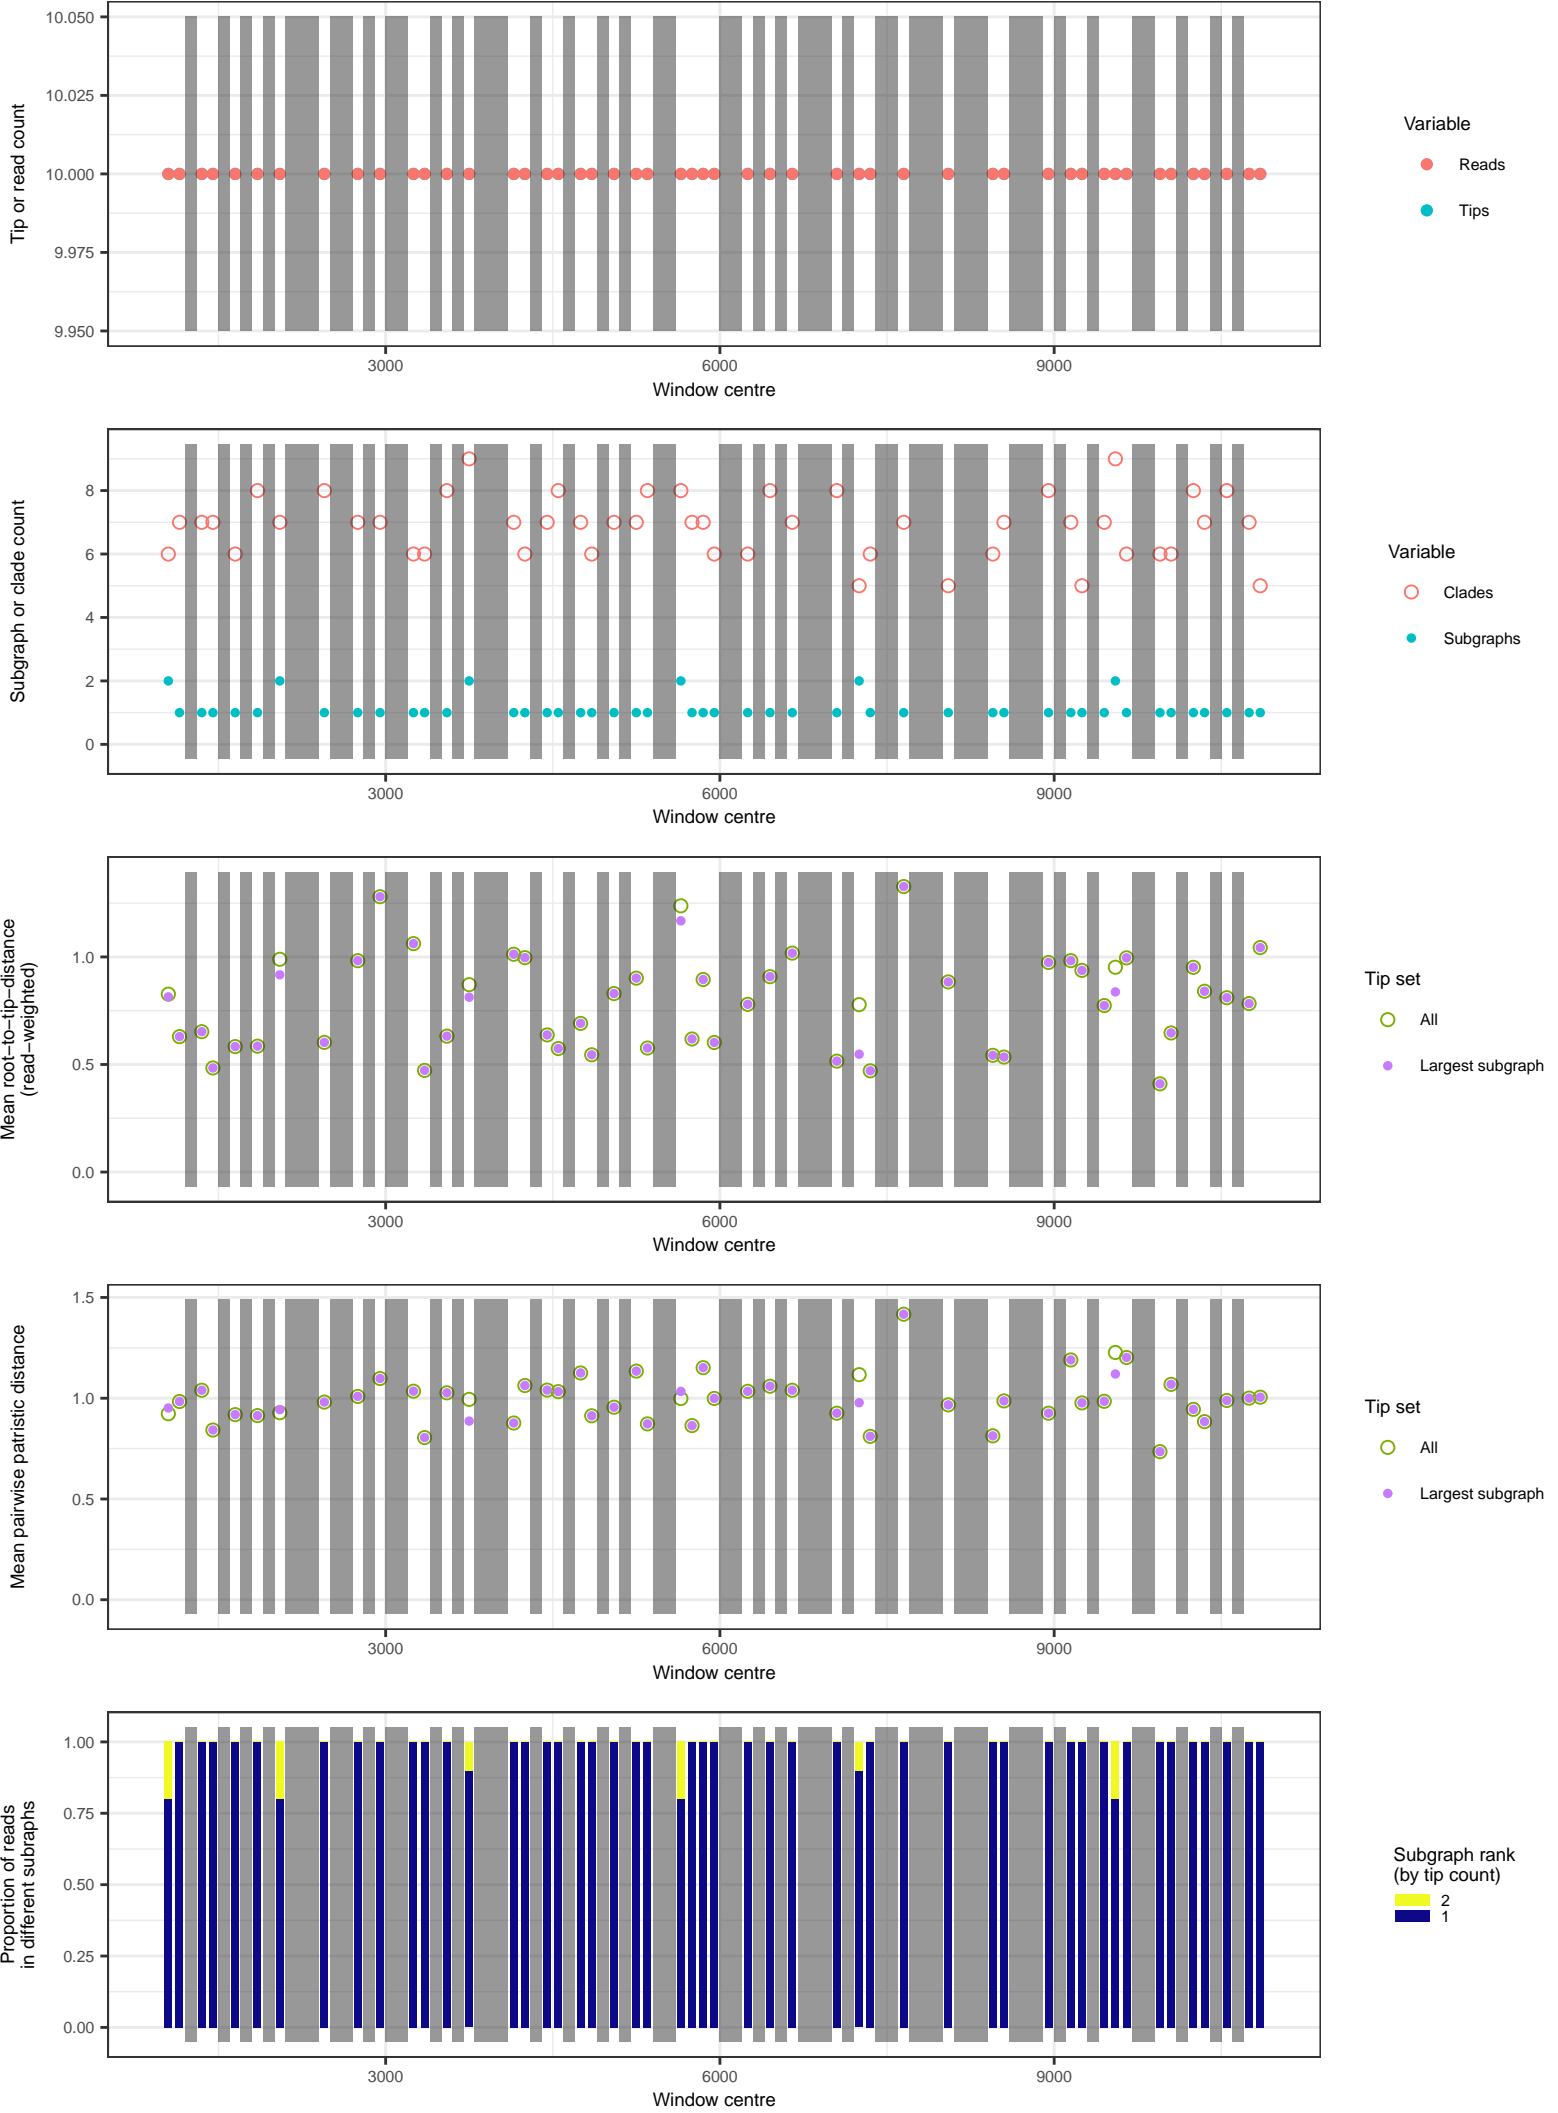 10.050
10.025
10.000
9.975
9.950
Tip or read count
3000
6000
9000
Window centre
Variable
Reads
Tips
8
6
4
2
0
Subgraph or clade count
3000
6000
9000
Window centre
Variable
Clades
Subgraphs
1.0
0.5
0.0
Mean root−to−tip−distance
(read−weighted)
3000
6000
9000
Window centre
Tip set
All
Largest subgraph
1.5
1.0
0.5
0.0
Mean pairwise patristic distance
3000
6000
9000
Window centre
Tip set
All
Largest subgraph
1.00
0.75
0.50
0.25
0.00
Proportion of reads
in different subraphs
3000
6000
9000
Window centre
Subgraph rank
(by tip count)
2
1